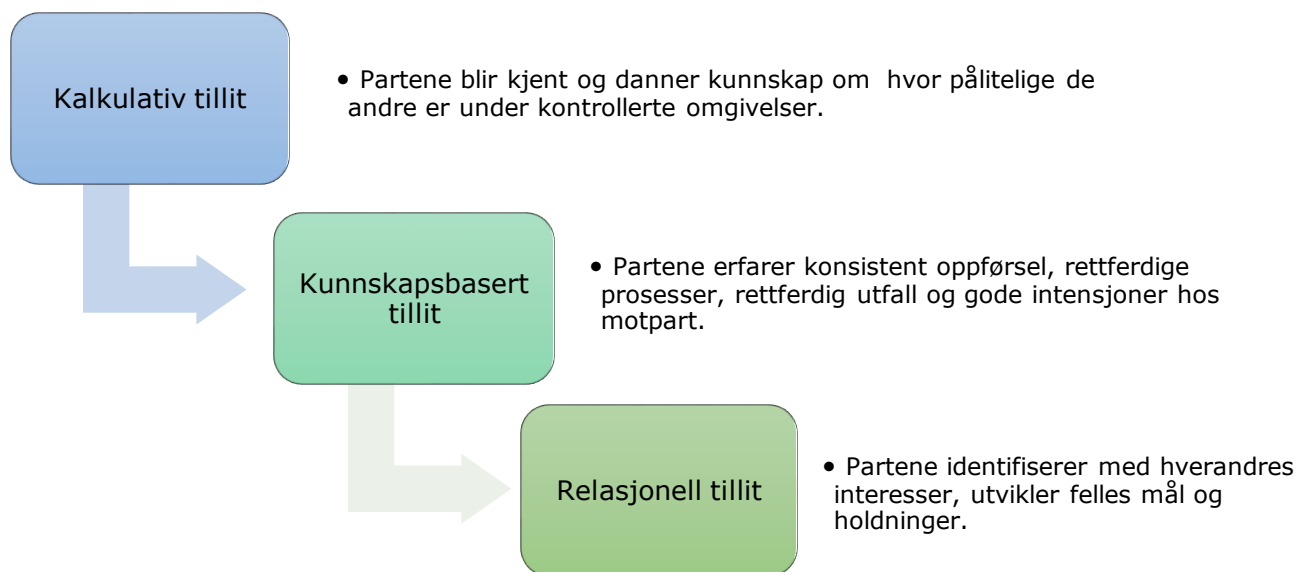 Kalkulativ tillit
• Partene blir kjent og danner kunnskap om  hvor pålitelige de
andre er under kontrollerte omgivelser.
Kunnskapsbasert
tillit
• Partene erfarer konsistent oppførsel, rettferdige
prosesser, rettferdig utfall og gode intensjoner hos
motpart.
Relasjonell tillit
• Partene identifiserer med hverandres
interesser, utvikler felles mål og
holdninger.